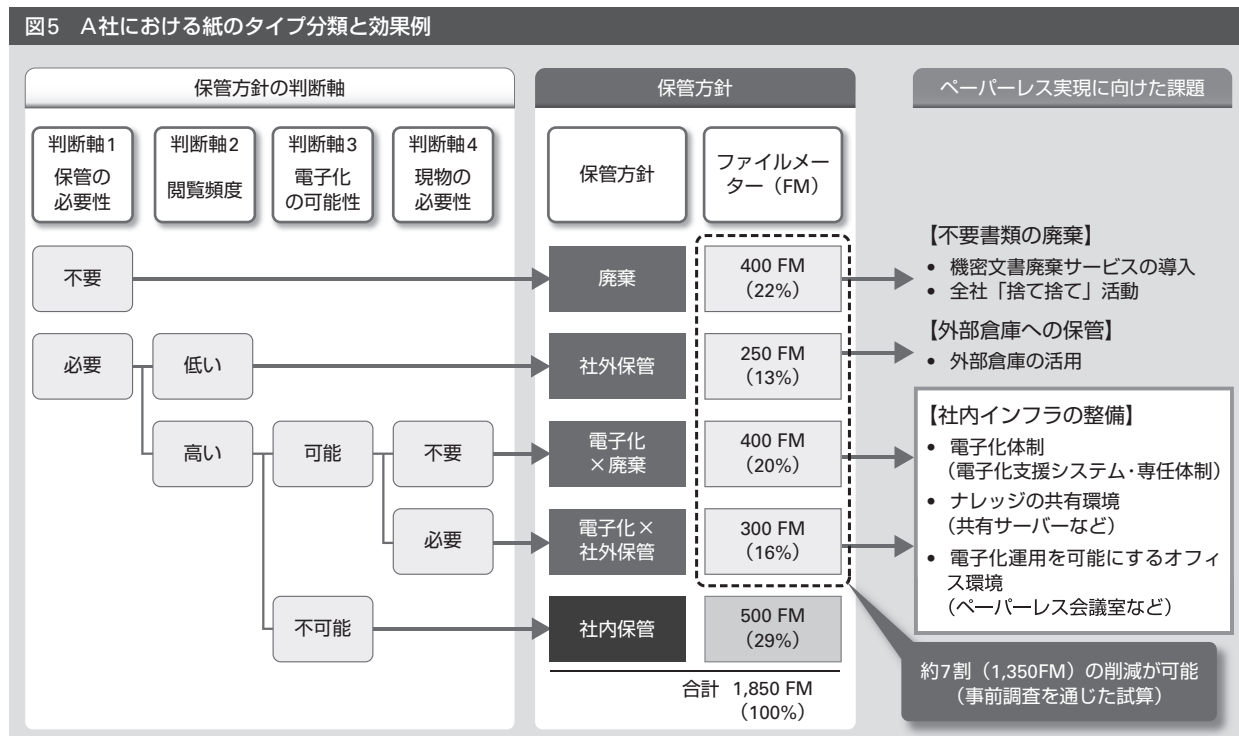 図5 A社における紙のタイプ分類と効果例
保管方針の判断軸
判断軸1
保管の
必要性
判断軸2
閲覧頻度
判断軸3
電子化
の可能性
判断軸4
現物の
必要性
保管方針
保管方針
ファイルメー
ター（FM）
ペーパーレス実現に向けた課題
不要
廃棄
400 FM
（22%）
【不要書類の廃棄】
• 機密文書廃棄サービスの導入
• 全社「捨て捨て」活動
必要
低い
社外保管
250 FM
（13%）
【外部倉庫への保管】
• 外部倉庫の活用
高い
可能
不要
電子化
×廃棄
400 FM
（20%）
必要
電子化×
社外保管
300 FM
（16%）
【社内インフラの整備】
• 電子化体制
（電子化支援システム・専任体制）
• ナレッジの共有環境
（共有サーバーなど）
• 電子化運用を可能にするオフィ
ス環境
（ペーパーレス会議室など）
不可能
社内保管
500 FM
（29%）
合計 1,850 FM
（100%）
約7割（1,350FM）の削減が可能
（事前調査を通じた試算）